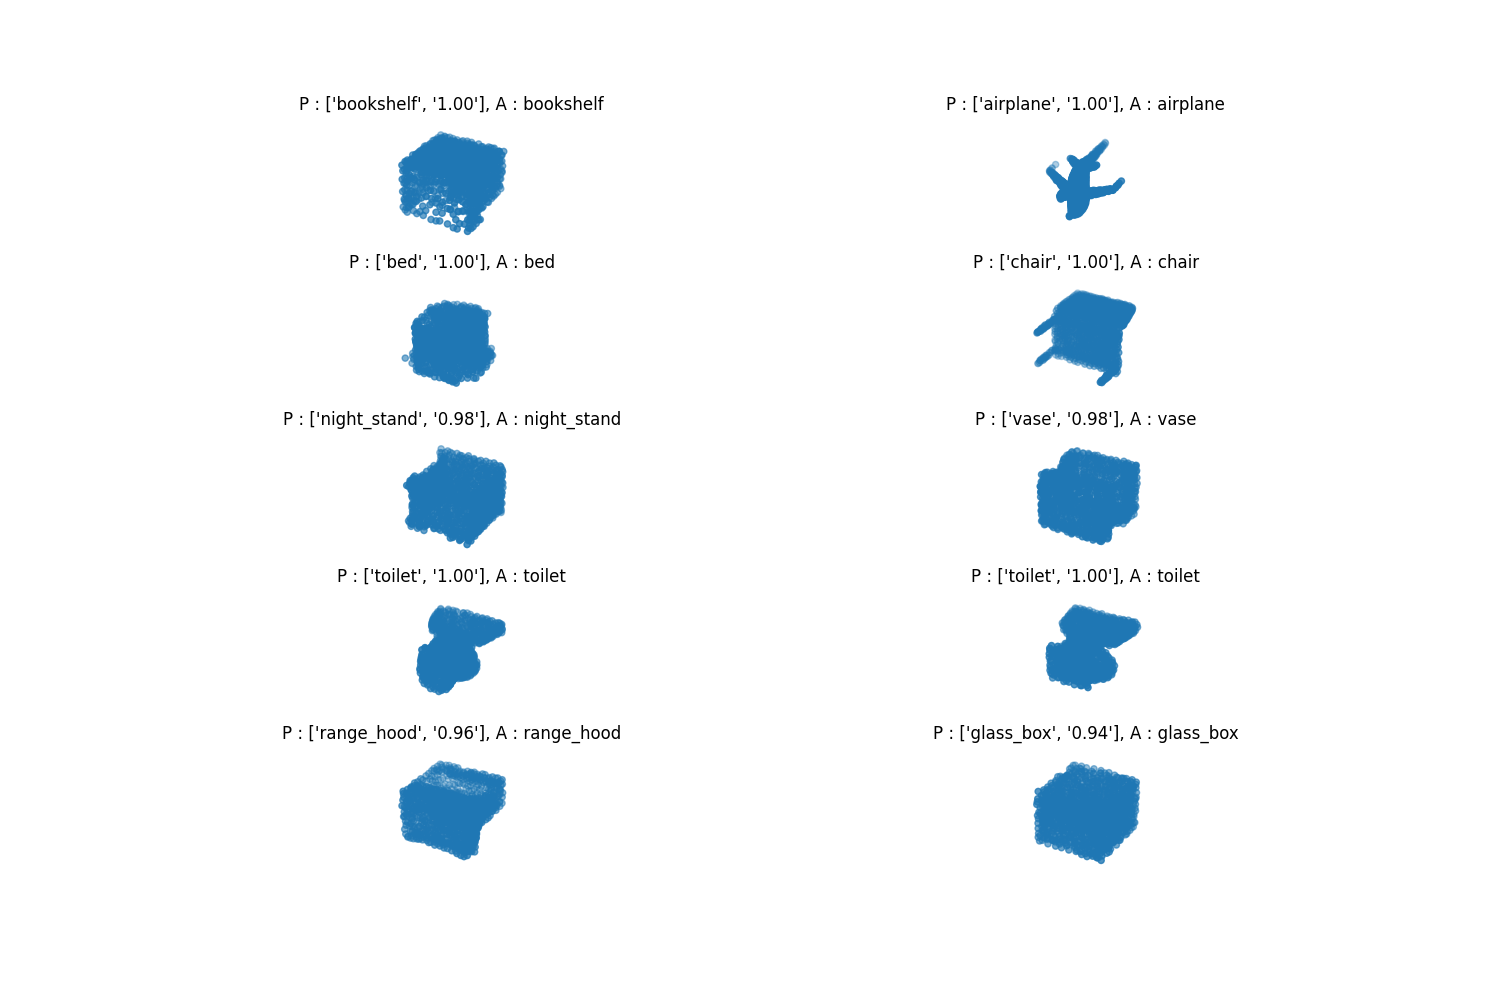 P : ['bookshelf', '1.00'], A : bookshelf
P : ['airplane', '1.00'], A : airplane
P : ['bed', '1.00'], A : bed
P : ['chair', '1.00'], A : chair
P : ['night_stand', '0.98'], A : night_stand
P : ['vase', '0.98'], A : vase
P : ['toilet', '1.00'], A : toilet
P : ['toilet', '1.00'], A : toilet
P : ['range_hood', '0.96'], A : range_hood
P : ['glass_box', '0.94'], A : glass_box